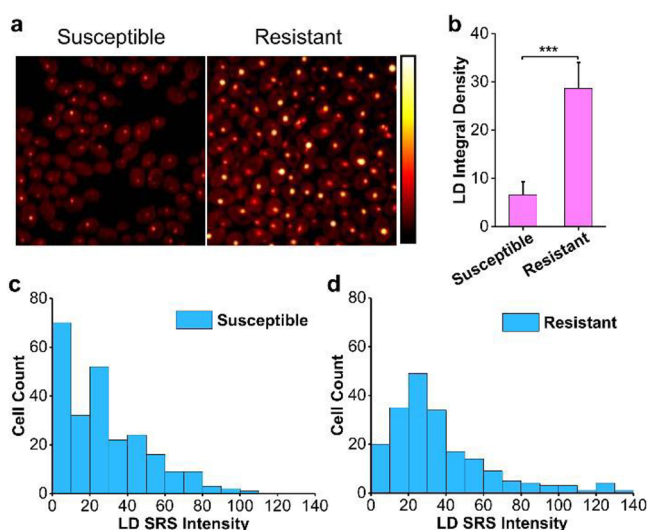 a
Susceptible
Resistant
b
LD Integral Density
40
30
20
10
0
***
Susceptible
Resistant
c
Cell Count
80
60
40
20
0
Susceptible
0 20 40 60 80 100 120 140
LD SRS Intensity
d
Cell Count
80
60
40
20
0
Resistant
0 20 40 60 80 100 120 140
LD SRS Intensity